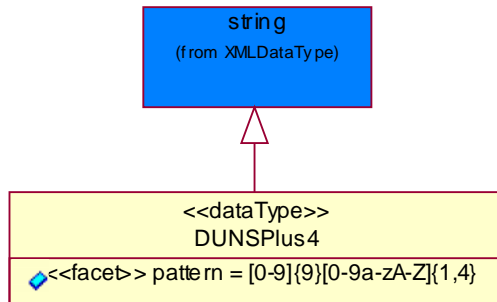 string
(from XMLDataType)
<<dataType>>
DUNSPlus4
<<facet>> pattern = [0-9]{9}[0-9a-zA-Z]{1,4}